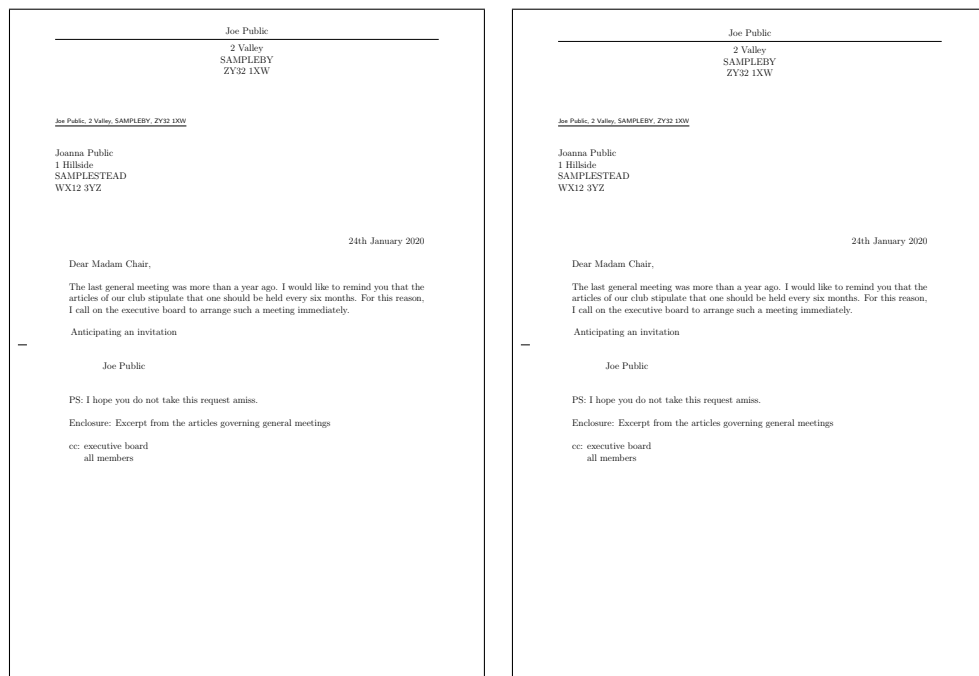 Joe Public
2 Valley
SAMPLEBY
ZY32 1XW
Joe Public, 2 Valley, SAMPLEBY, ZY32 1XW
Joanna Public
1 Hillside
SAMPLESTEAD
WX12 3YZ
24th January 2020
Dear Madam Chair,
The last general meeting was more than a year ago. I would like to remind you that the
articles of our club stipulate that one should be held every six months. For this reason,
I call on the executive board to arrange such a meeting immediately.
Anticipating an invitation
Joe Public
PS: I hope you do not take this request amiss.
Enclosure: Excerpt from the articles governing general meetings
cc: executive board
all members
Joe Public
2 Valley
SAMPLEBY
ZY32 1XW
Joe Public, 2 Valley, SAMPLEBY, ZY32 1XW
Joanna Public
1 Hillside
SAMPLESTEAD
WX12 3YZ
24th January 2020
Dear Madam Chair,
The last general meeting was more than a year ago. I would like to remind you that the
articles of our club stipulate that one should be held every six months. For this reason,
I call on the executive board to arrange such a meeting immediately.
Anticipating an invitation
Joe Public
PS: I hope you do not take this request amiss.
Enclosure: Excerpt from the articles governing general meetings
cc: executive board
all members